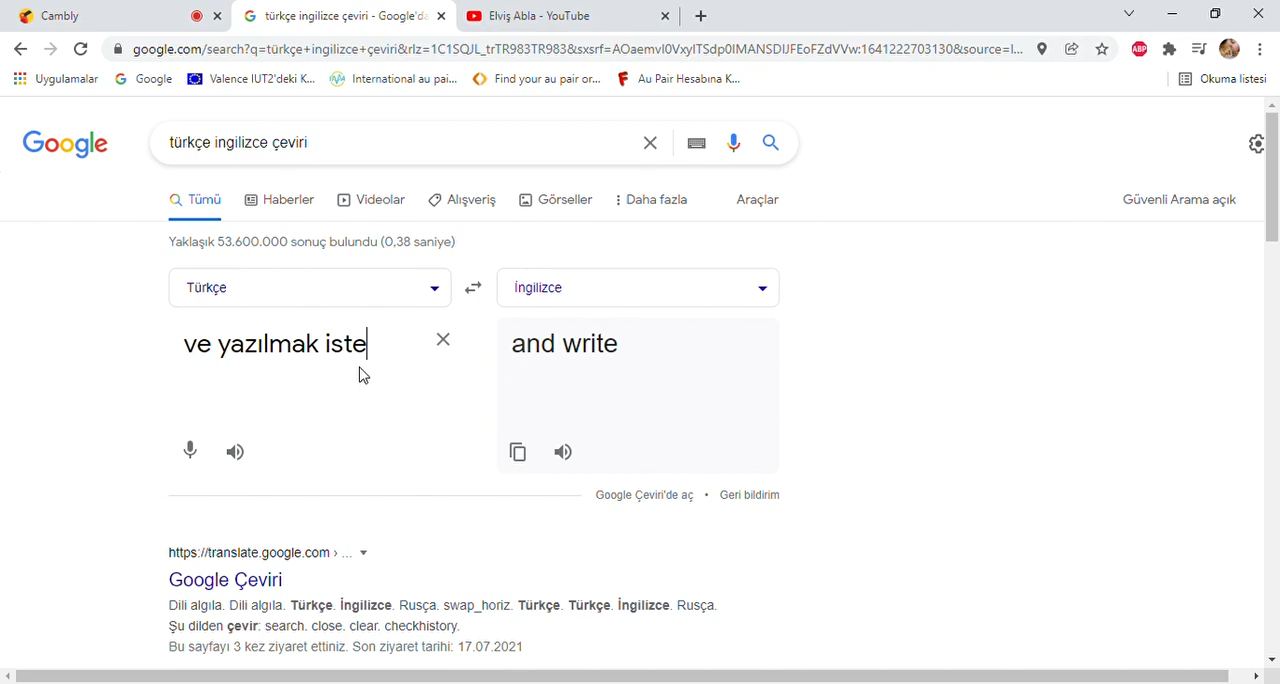 Cambly
türkçe ingilizce çeviri - Google'da
Elviş Abla - YouTube
google.com/search?q=türkçe+ingilizce+çeviri&rlz=1C1SQJL_trTR983TR983&sxsrf=AOaemvI0VxyITSdp0IMANSDIJFEoFZdVVw:1641222703130&source=l...
ABP
Uygulamalar
Google
Valence IUT2'deki K...
International au pai...
Find your au pair or...
Au Pair Hesabına K...
Okuma listesi
Google
türkçe ingilizce çeviri
Tümü
Haberler
Videolar
Alışveriş
Görseller
Daha fazla
Araçlar
Güvenli Arama açık
Yaklaşık 53.600.000 sonuç bulundu (0,38 saniye)
Türkçe
İngilizce
ve yazılmak iste
and write
Google Çeviri'de aç • Geri bildirim
https://translate.google.com › ...
Google Çeviri
Dili algıla. Dili algıla. Türkçe. İngilizce. Rusça. swap_horiz. Türkçe. Türkçe. İngilizce. Rusça.
Şu dilden çevir: search. close. clear. checkhistory.
Bu sayfayı 3 kez ziyaret ettiniz. Son ziyaret tarihi: 17.07.2021